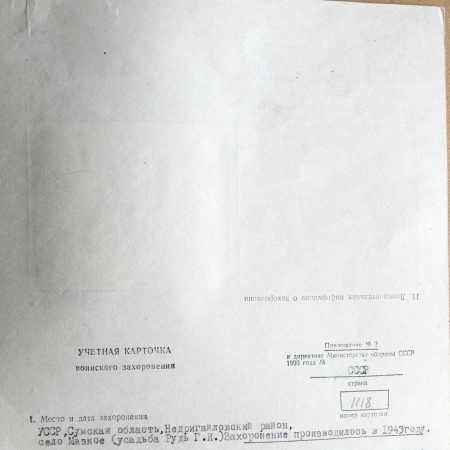 11. Дополнительная информация о захоронении
УЧЕТНАЯ КАРТОЧКА
воинского захоронения
Приложение № 2
к директиве Министерства обороны СССР
1990 года №
СССР
страна
1118
номер карточки
1. Место и дата захоронения
УССР,Сумская область,Недригайловский район,
село Мазное (усадьба Рудь Г.И.)Захоронение производилось в 1943году.